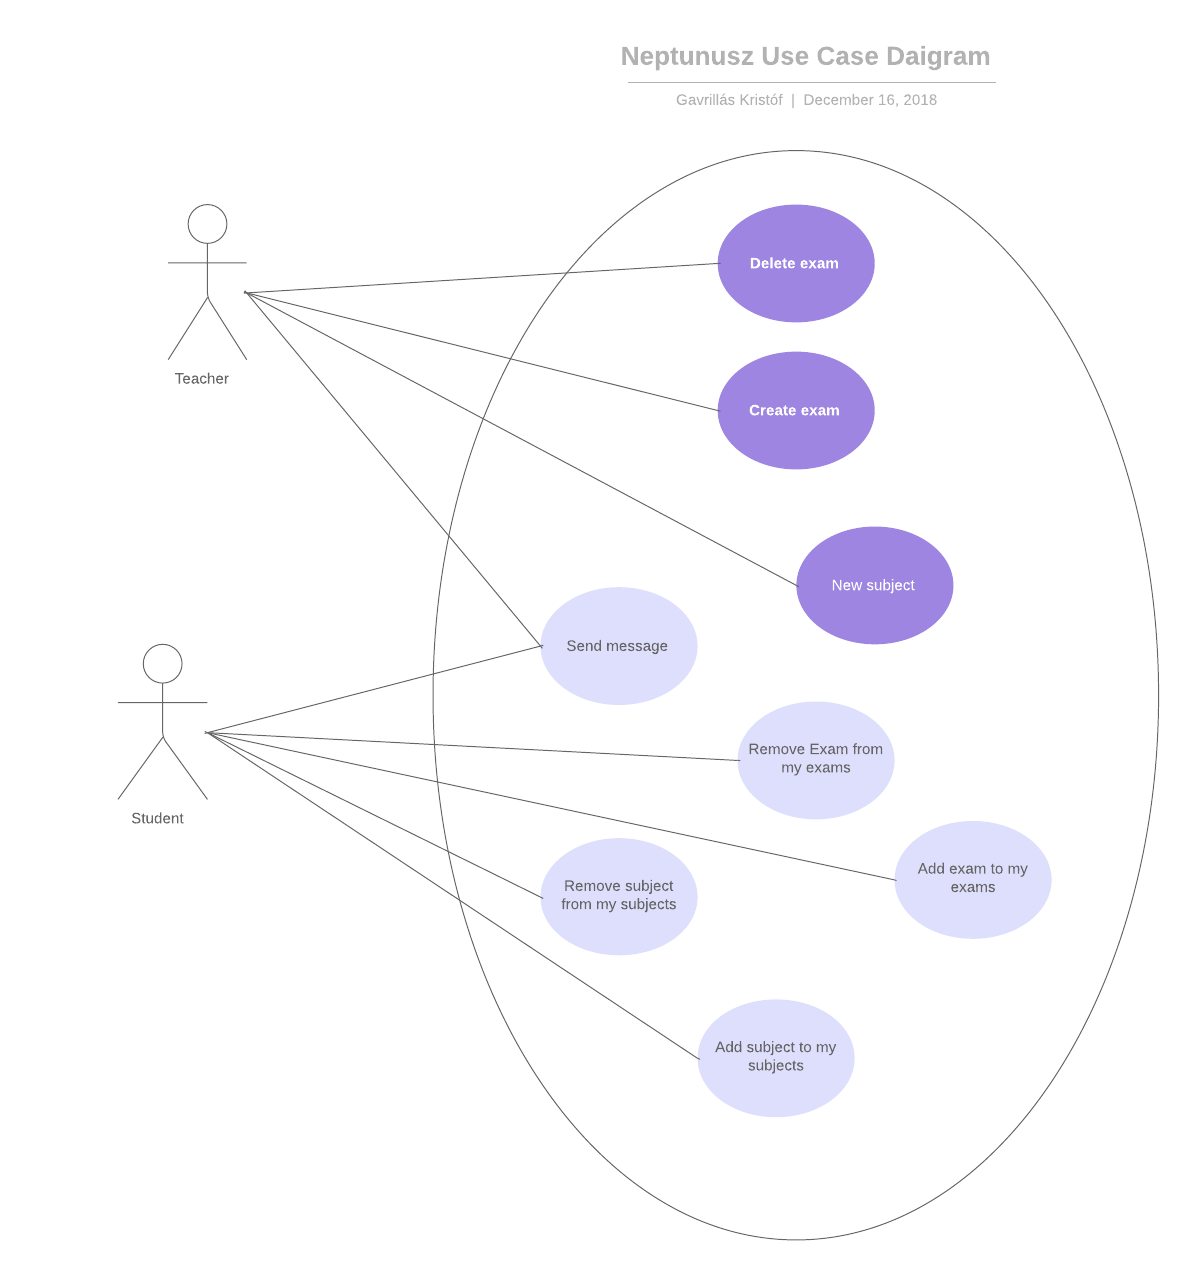 Neptunusz Use Case Daigram
Gavrillás Kristóf | December 16, 2018
Delete exam
Teacher
Create exam
New subject
Send message
Remove Exam from
my exams
Student
Add exam to my
exams
Remove subject
from my subjects
Add subject to my
subjects